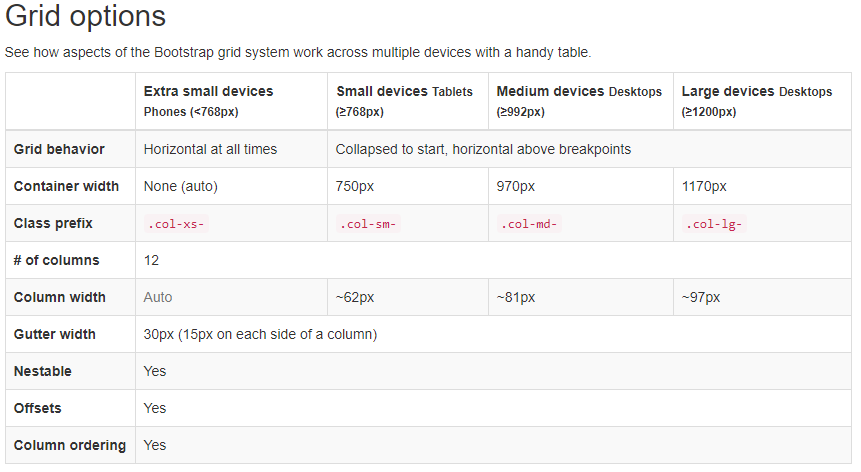 Grid options
See how aspects of the Bootstrap grid system work across multiple devices with a handy table.
Extra small devices Phones (<768px) Small devices Tablets (≥768px) Medium devices Desktops (≥992px) Large devices Desktops (≥1200px)
Grid behavior Horizontal at all times Collapsed to start, horizontal above breakpoints
Container width None (auto) 750px 970px 1170px
Class prefix .col-xs- .col-sm- .col-md- .col-lg-
# of columns 12
Column width Auto ~62px ~81px ~97px
Gutter width 30px (15px on each side of a column)
Nestable Yes
Offsets Yes
Column ordering Yes